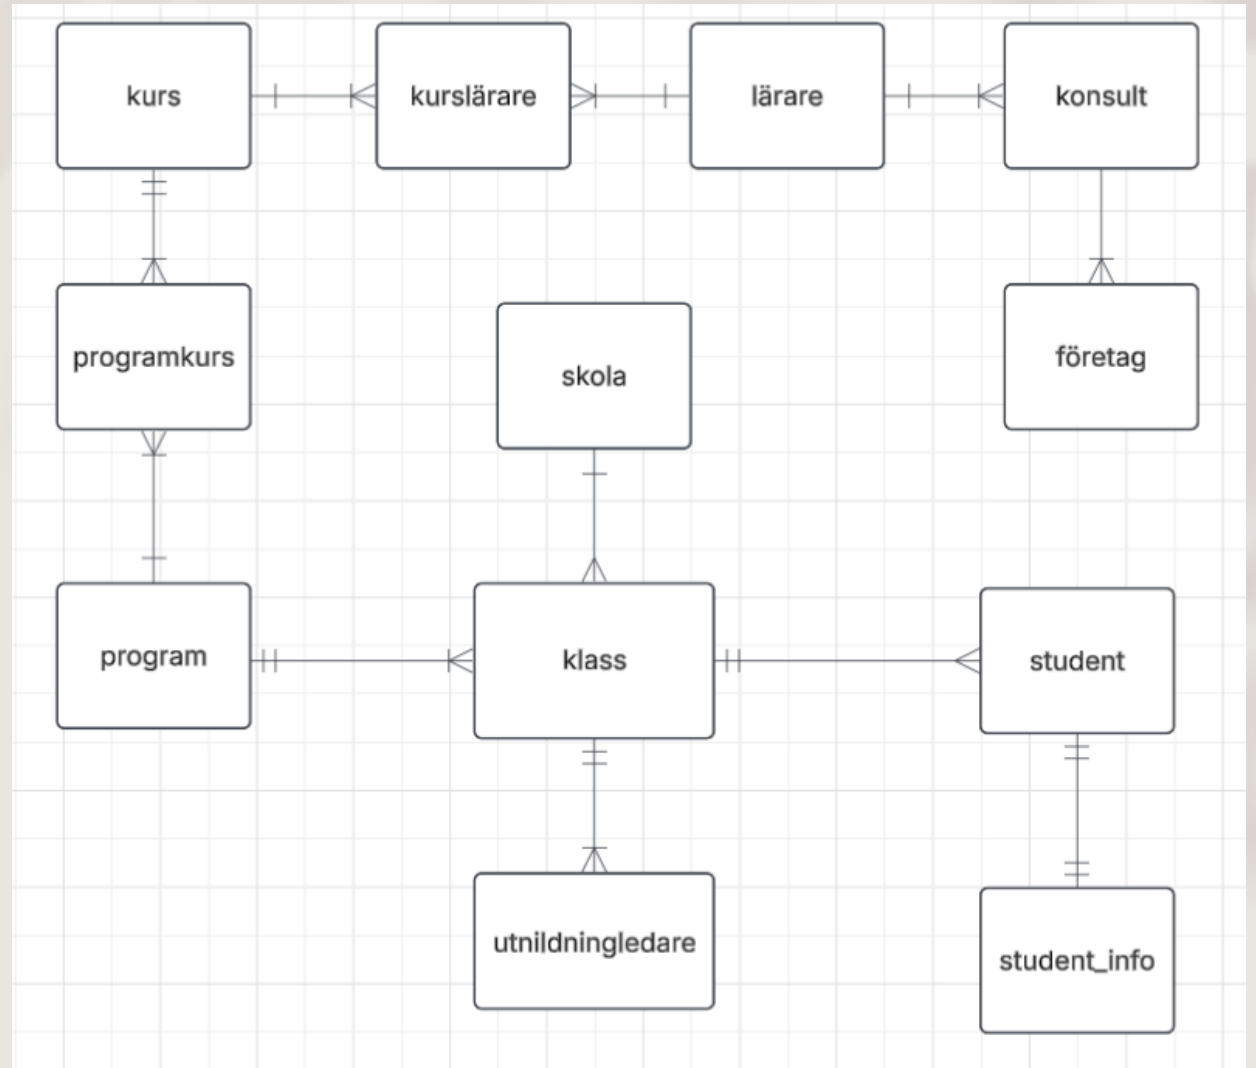 kurs
kurslärare
lärare
konsult
programkurs
skola
företag
program
klass
student
utnildningledare
student_info